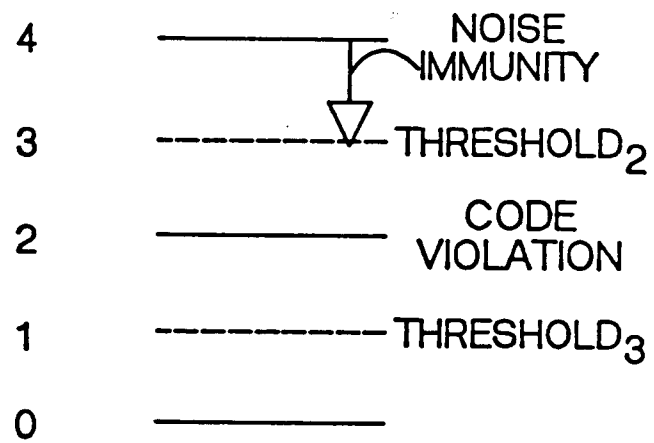 4 NOISE
IMMUNITY
3 THRESHOLD₂
CODE
2 VIOLATION
1 THRESHOLD₃
0